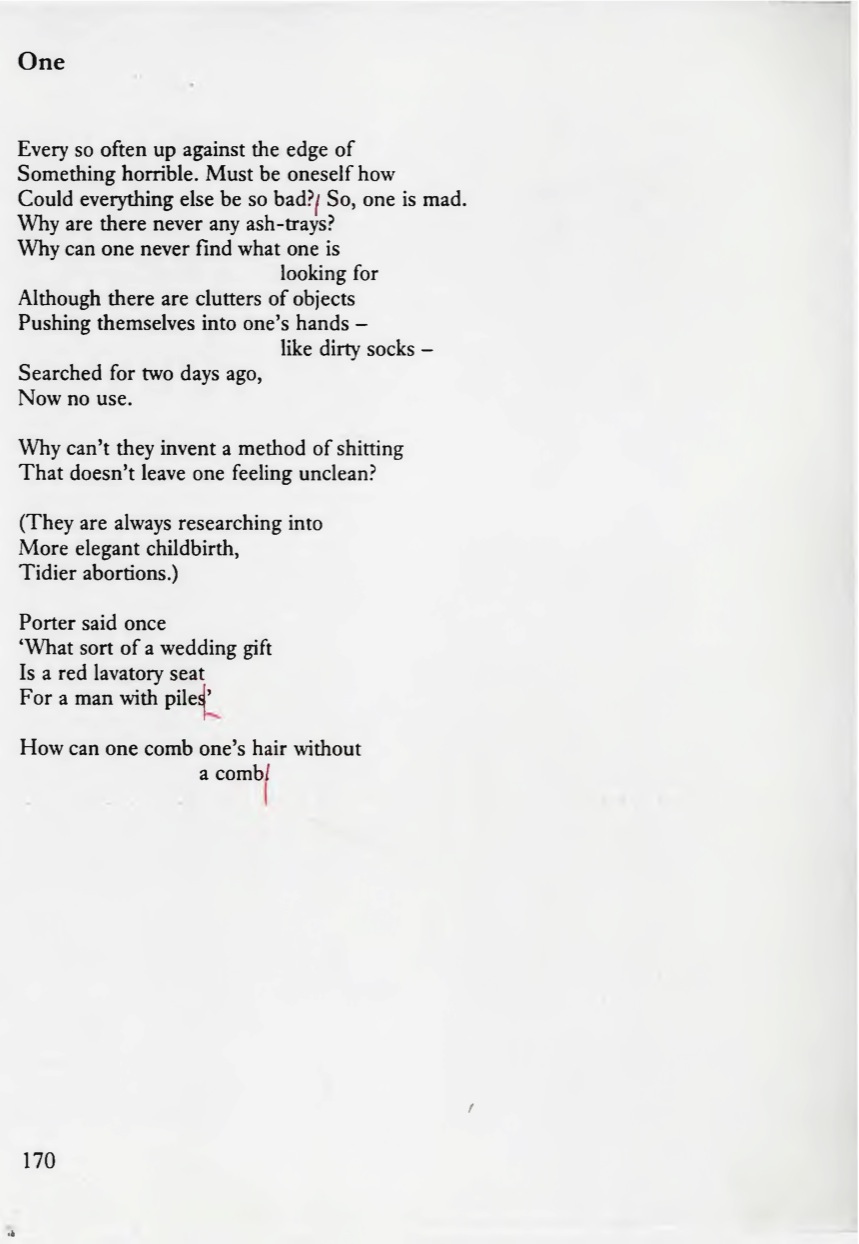 One
Every so often up against the edge of
Something horrible. Must be oneself how
Could everything else be so bad?/ So, one is mad.
Why are there never any ash-trays?
Why can one never find what one is
looking for
Although there are clutters of objects
Pushing themselves into one's hands –
like dirty socks –
Searched for two days ago,
Now no use.

Why can't they invent a method of shitting
That doesn't leave one feeling unclean?

(They are always researching into
More elegant childbirth,
Tidier abortions.)

Porter said once
‘What sort of a wedding gift
Is a red lavatory seat
For a man with piles’

How can one comb one's hair without
a comb/

170